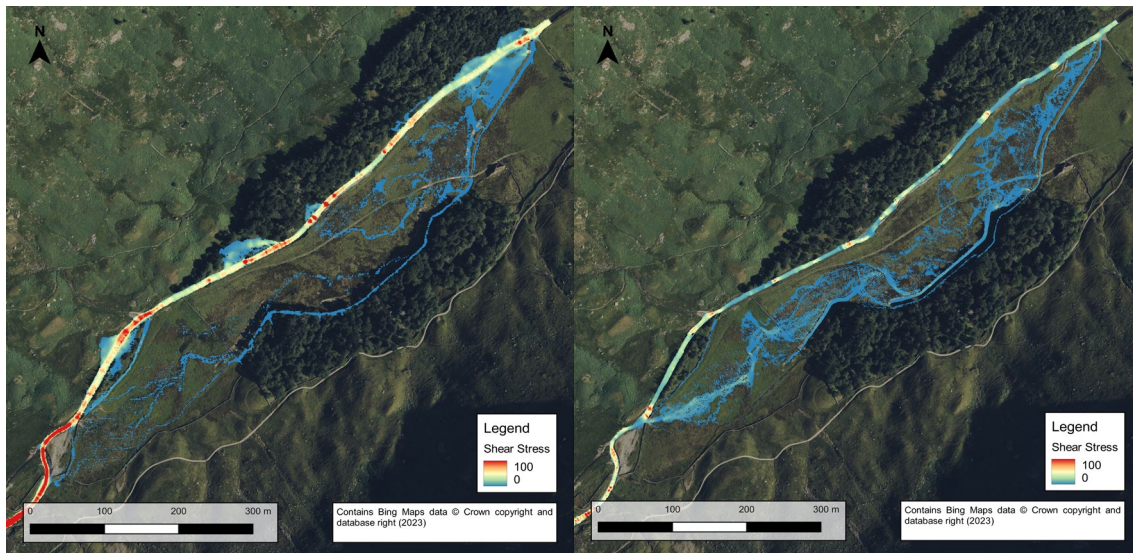 N
Legend
Shear Stress
100
0
0 100 200 300 m
Contains Bing Maps data © Crown copyright and
database right (2023)
N
Legend
Shear Stress
100
0
0 100 200 300 m
Contains Bing Maps data © Crown copyright and
database right (2023)